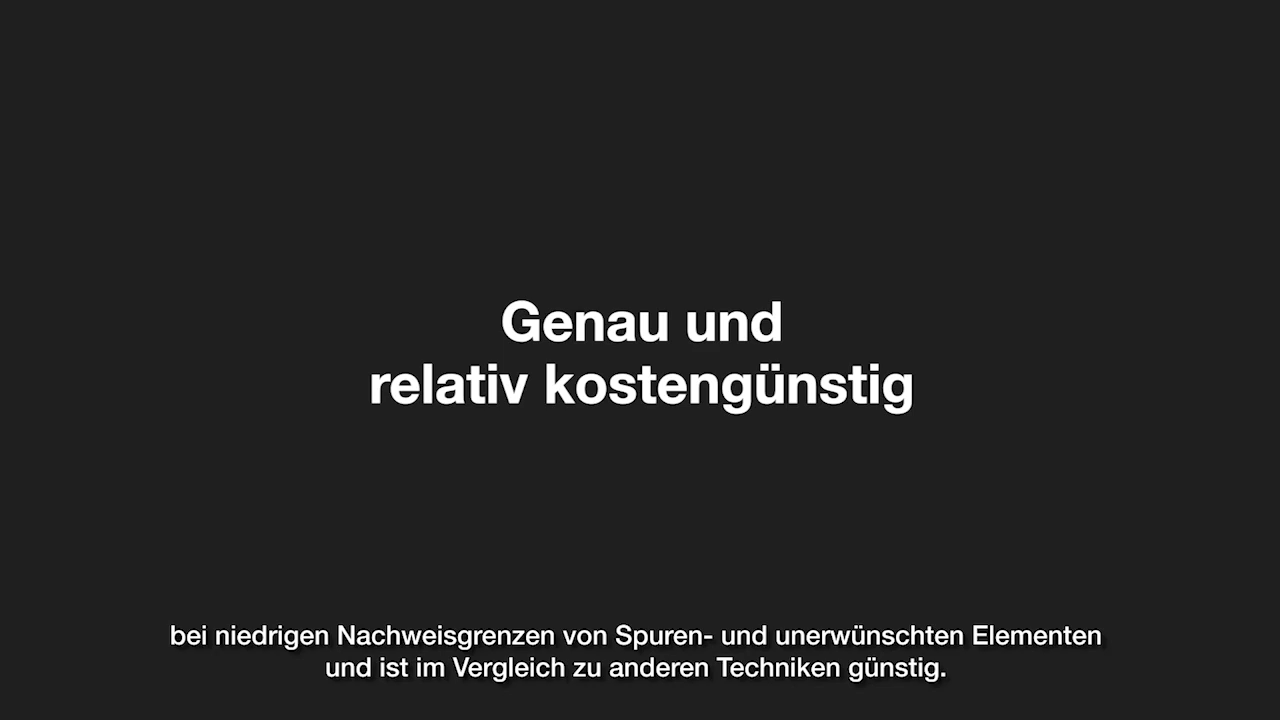 Genau und
relativ kostengünstig
bei niedrigen Nachweisgrenzen von Spuren- und unerwünschten Elementen
und ist im Vergleich zu anderen Techniken günstig.